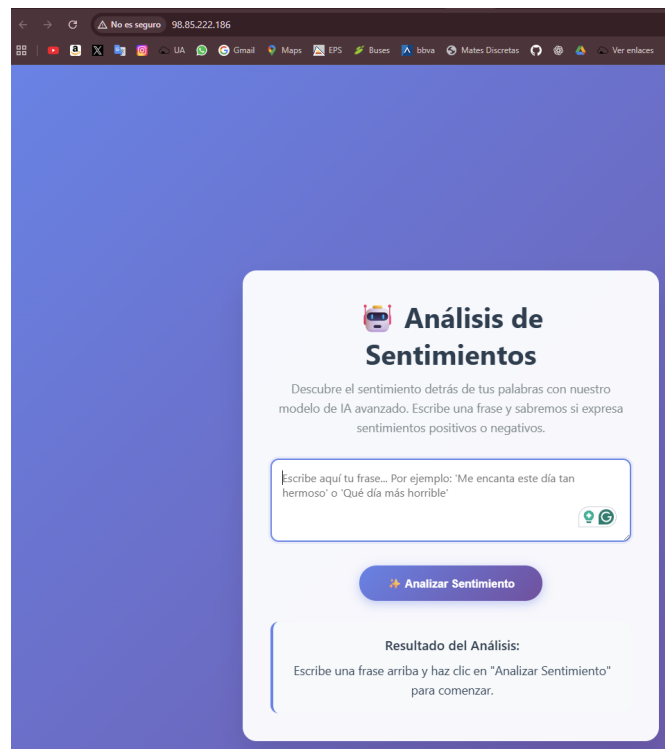 No es seguro 98.85.222.186
UA Gmail Maps EPS Buses bbva Mates Discretas Ver enlaces
Análisis de
Sentimientos
Descubre el sentimiento detrás de tus palabras con nuestro
modelo de IA avanzado. Escribe una frase y sabremos si expresa
sentimientos positivos o negativos.
Escribe aquí tu frase... Por ejemplo: 'Me encanta este día tan
hermoso' o 'Qué día más horrible'
✨ Analizar Sentimiento
Resultado del Análisis:
Escribe una frase arriba y haz clic en "Analizar Sentimiento"
para comenzar.